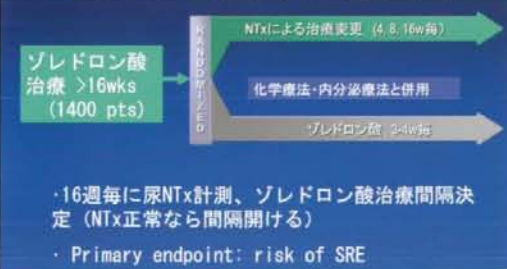 NTxによる治療変更 (4,8,16w毎)
ゾレドロン酸
治療 >16wks
(1400 pts)
RANDOMIZED
化学療法・内分泌療法と併用
ゾレドロン酸 3-4w毎
・16週毎に尿NTx計測、ゾレドロン酸治療間隔決
定（NTx正常なら間隔開ける）
・Primary endpoint: risk of SRE